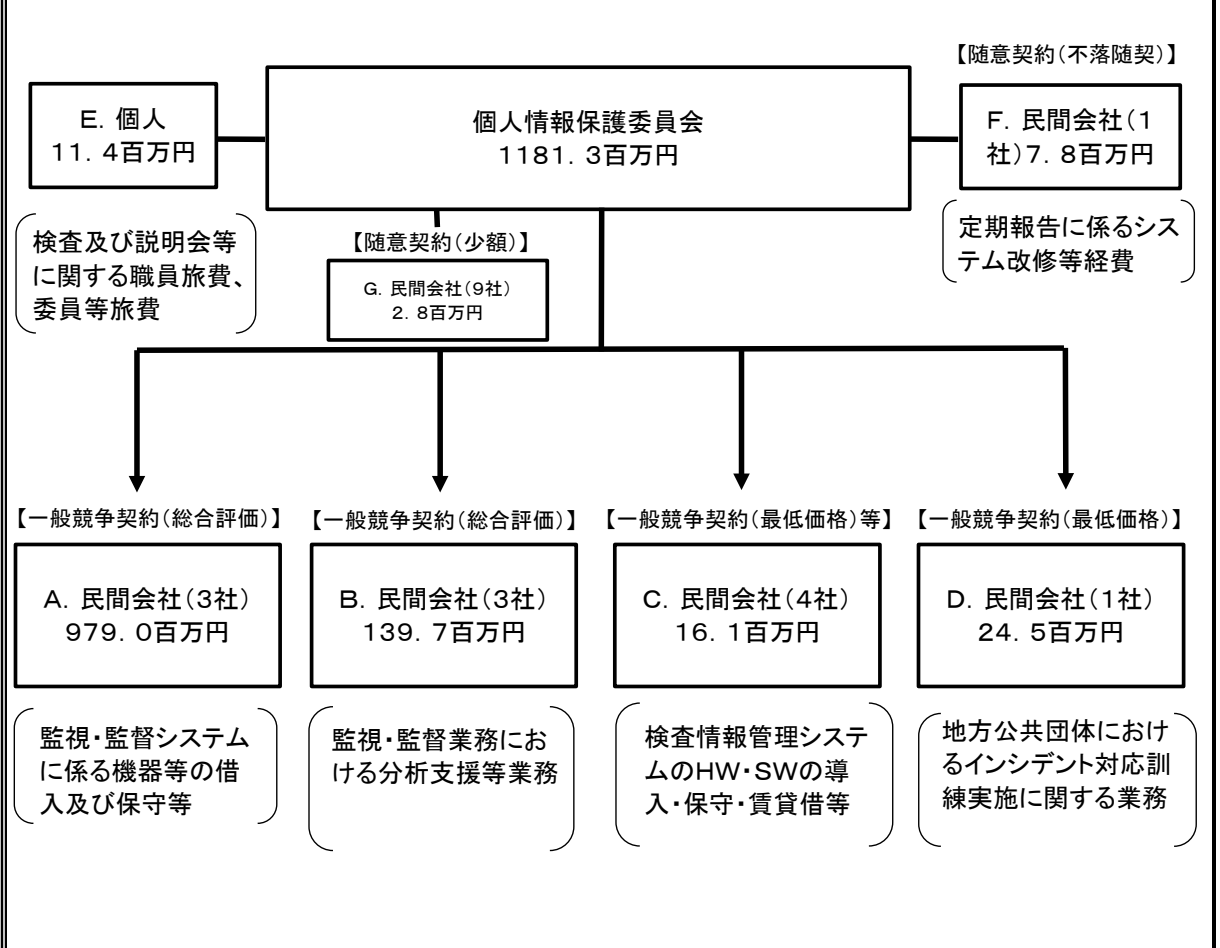 【随意契約(不落随契)】
E. 個人
11. 4百万円
個人情報保護委員会
1181. 3百万円
F. 民間会社(1
社)7. 8百万円
検査及び説明会等
に関する職員旅費、
委員等旅費
【随意契約(少額)】
G. 民間会社(9社)
2. 8百万円
定期報告に係るシス
テム改修等経費
【一般競争契約(総合評価)】
A. 民間会社(3社)
979. 0百万円
監視・監督システム
に係る機器等の借
入及び保守等
【一般競争契約(総合評価)】
B. 民間会社(3社)
139. 7百万円
監視・監督業務にお
ける分析支援等業務
【一般競争契約(最低価格)等】
C. 民間会社(4社)
16. 1百万円
検査情報管理システ
ムのHW・SWの導
入・保守・賃貸借等
【一般競争契約(最低価格)】
D. 民間会社(1社)
24. 5百万円
地方公共団体におけ
るインシデント対応訓
練実施に関する業務